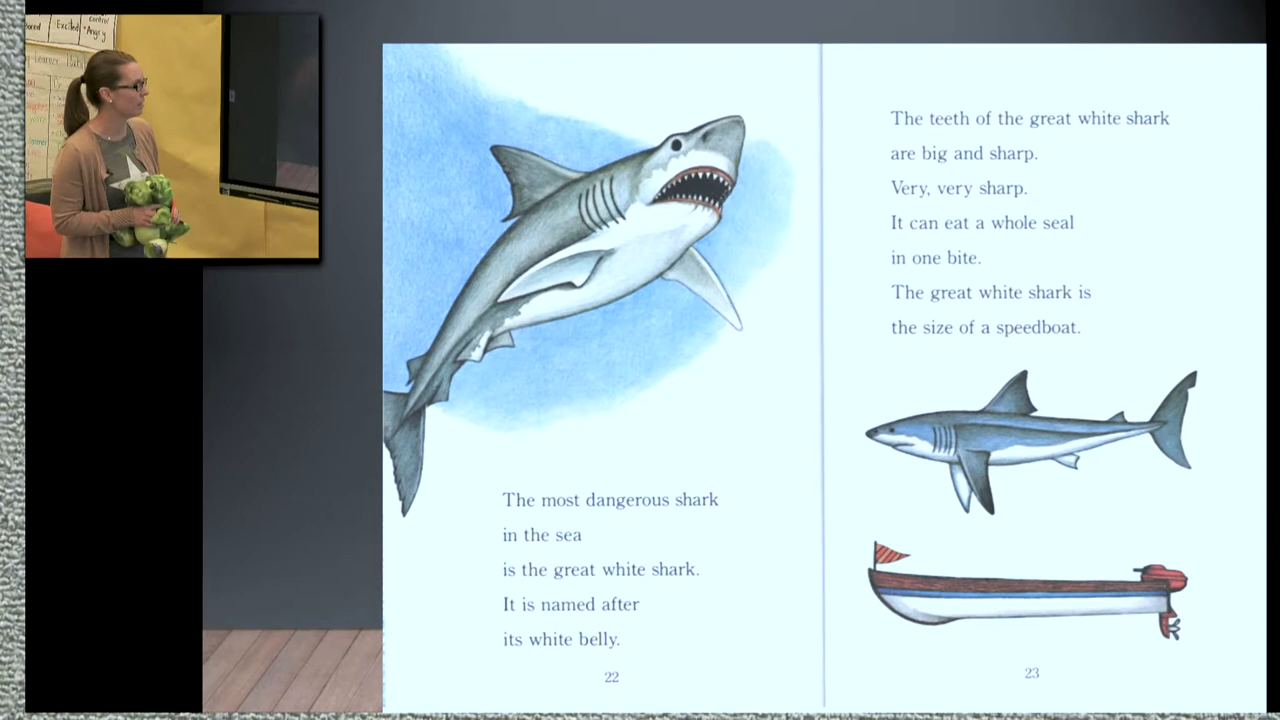 Excited
control
Angry
The most dangerous shark
in the sea
is the great white shark.
It is named after
its white belly.
22
The teeth of the great white shark
are big and sharp.
Very, very sharp.
It can eat a whole seal
in one bite.
The great white shark is
the size of a speedboat.
23